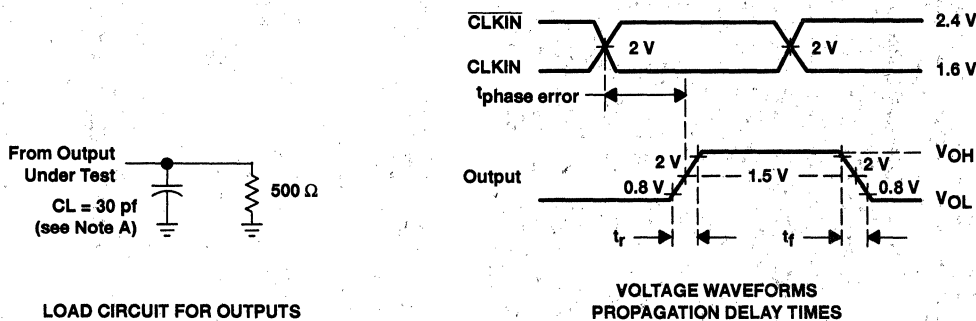 From Output
Under Test
CL = 30 pf
(see Note A)
500 Ω
LOAD CIRCUIT FOR OUTPUTS
CLKIN
2.4 V
2 V
2 V
CLKIN
1.6 V
tphase error
Output
2 V
0.8 V
1.5 V
2 V
0.8 V
VOH
VOL
tr
tf
VOLTAGE WAVEFORMS
PROPAGATION DELAY TIMES